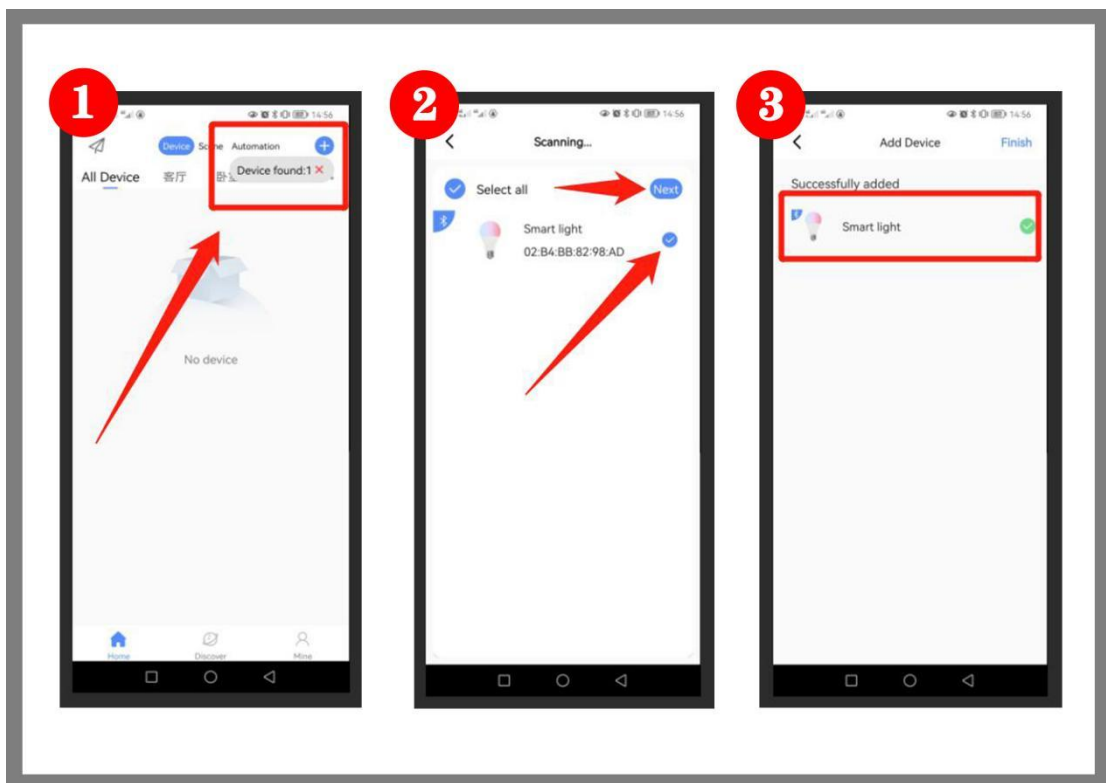 1
14:56
Device Scene Automation
Device found:1
All Device 客厅
No device
Home Discover Mine
2
14:56
Scanning...
Select all Next
Smart light
02:B4:BB:82:98:AD
3
14:56
Add Device Finish
Successfully added
Smart light